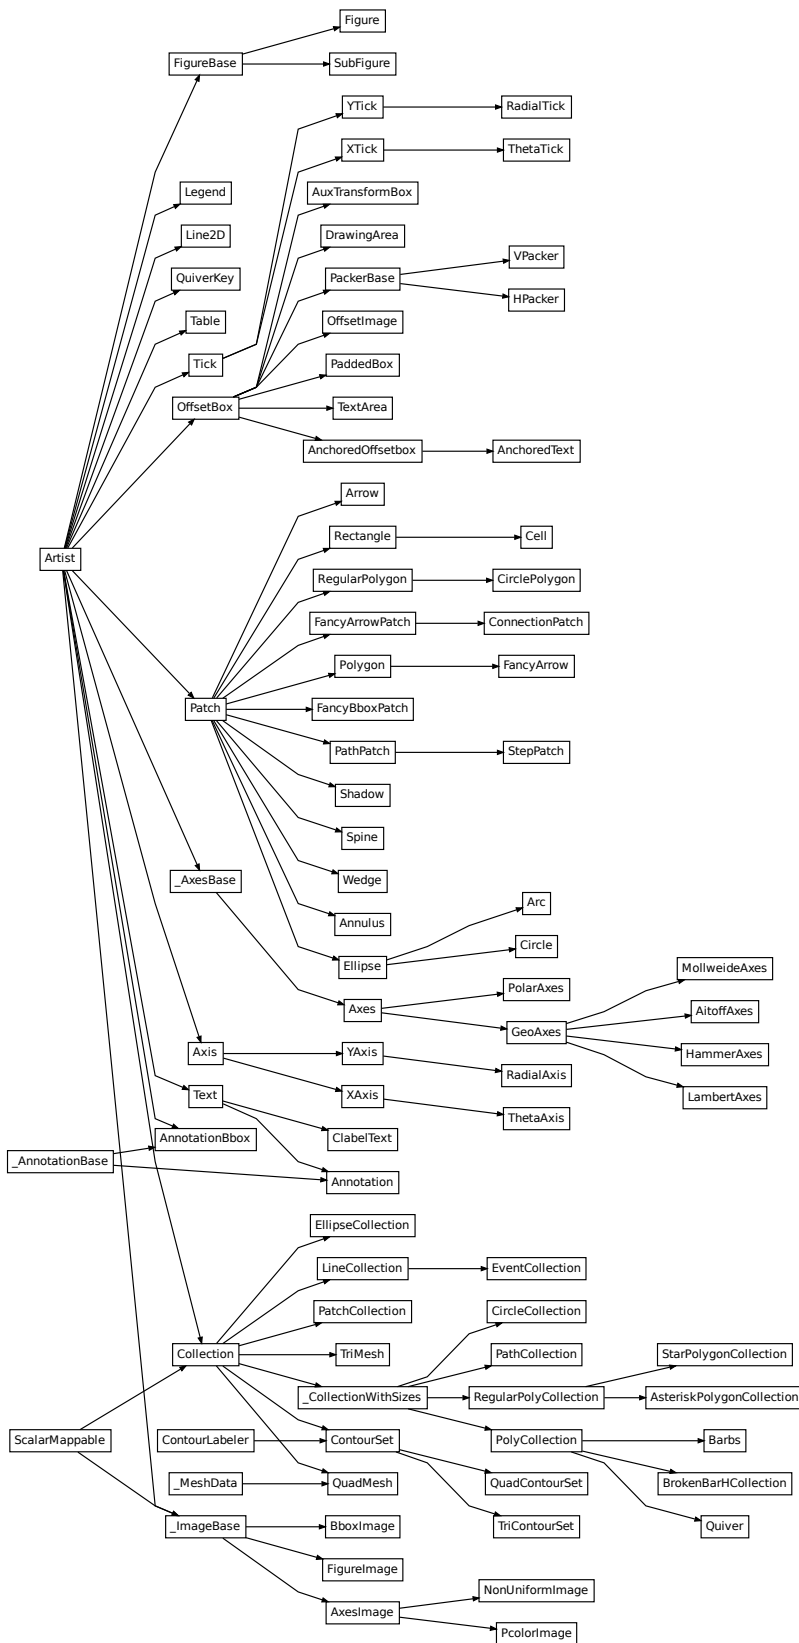 Figure
FigureBase
SubFigure
YTick
RadialTick
XTick
ThetaTick
Legend
AuxTransformBox
Line2D
DrawingArea
VPacker
QuiverKey
PackerBase
HPacker
Table
OffsetImage
Tick
PaddedBox
OffsetBox
TextArea
AnchoredOffsetbox
AnchoredText
Arrow
Rectangle
Cell
Artist
RegularPolygon
CirclePolygon
FancyArrowPatch
ConnectionPatch
Polygon
FancyArrow
Patch
FancyBboxPatch
PathPatch
StepPatch
Shadow
Spine
_AxesBase
Wedge
Arc
Annulus
Circle
Ellipse
MollweideAxes
PolarAxes
Axes
AitoffAxes
GeoAxes
Axis
YAxis
HammerAxes
RadialAxis
Text
XAxis
LambertAxes
ThetaAxis
AnnotationBbox
ClabelText
_AnnotationBase
Annotation
EllipseCollection
LineCollection
EventCollection
PatchCollection
CircleCollection
Collection
TriMesh
PathCollection
StarPolygonCollection
_CollectionWithSizes
RegularPolyCollection
AsteriskPolygonCollection
ScalarMappable
ContourLabeler
ContourSet
PolyCollection
Barbs
_MeshData
QuadMesh
QuadContourSet
BrokenBarHCollection
_ImageBase
BboxImage
TriContourSet
Quiver
FigureImage
NonUniformImage
AxesImage
PcolorImage